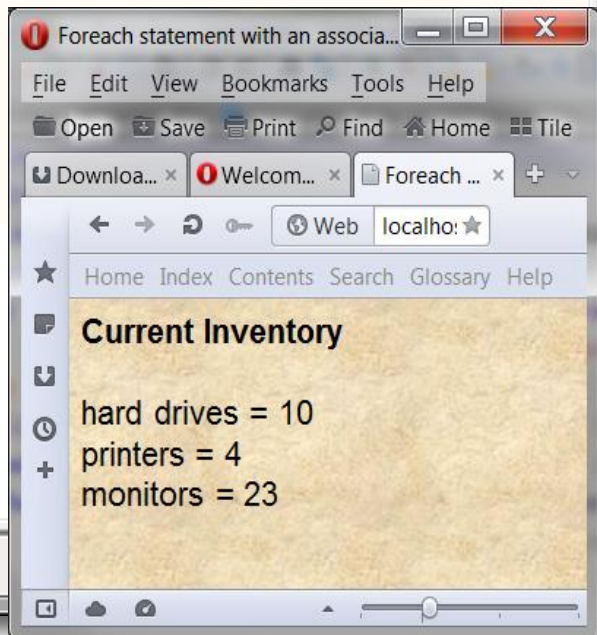 Foreach statement with an associa...
File Edit View Bookmarks Tools Help
Open Save Print Find Home Tile
Downloa... Welcom... Foreach ...
Web localho:
Home Index Contents Search Glossary Help
Current Inventory
hard drives = 10
printers = 4
monitors = 23